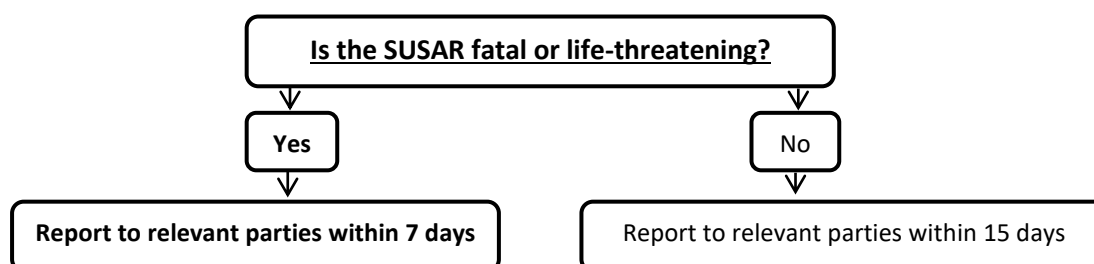 Is the SUSAR fatal or life-threatening?
Yes
No
Report to relevant parties within 7 days
Report to relevant parties within 15 days